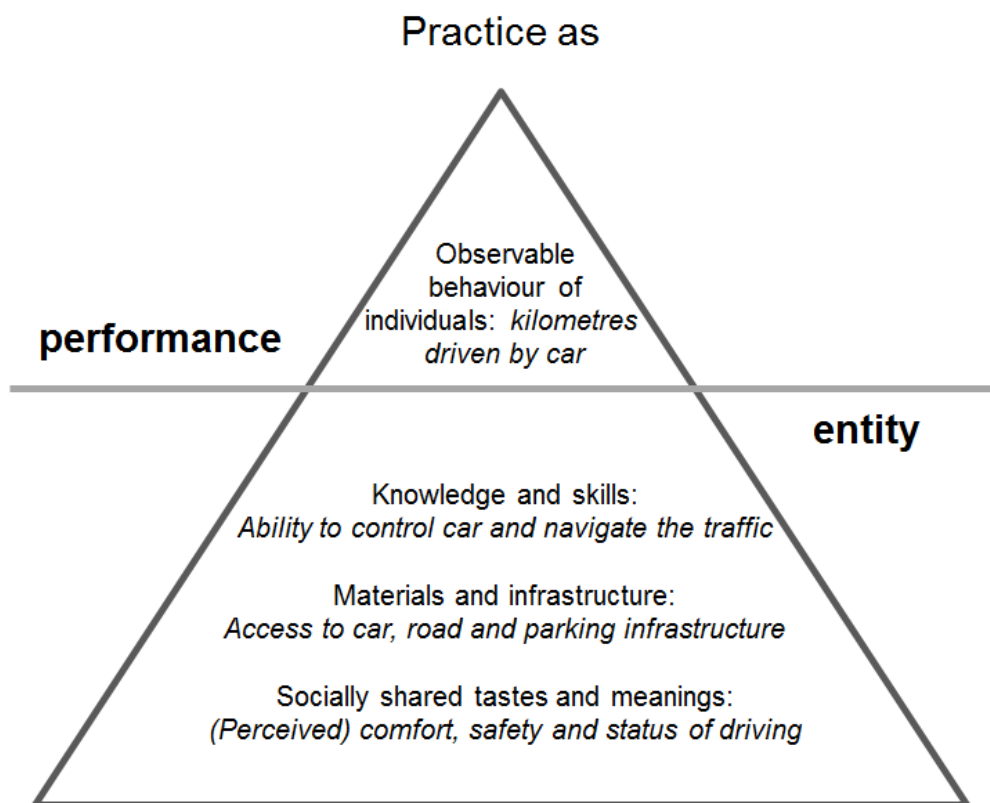 Practice as
Observable
behaviour of
individuals: kilometres
driven by car
performance
entity
Knowledge and skills:
Ability to control car and navigate the traffic
Materials and infrastructure:
Access to car, road and parking infrastructure
Socially shared tastes and meanings:
(Perceived) comfort, safety and status of driving